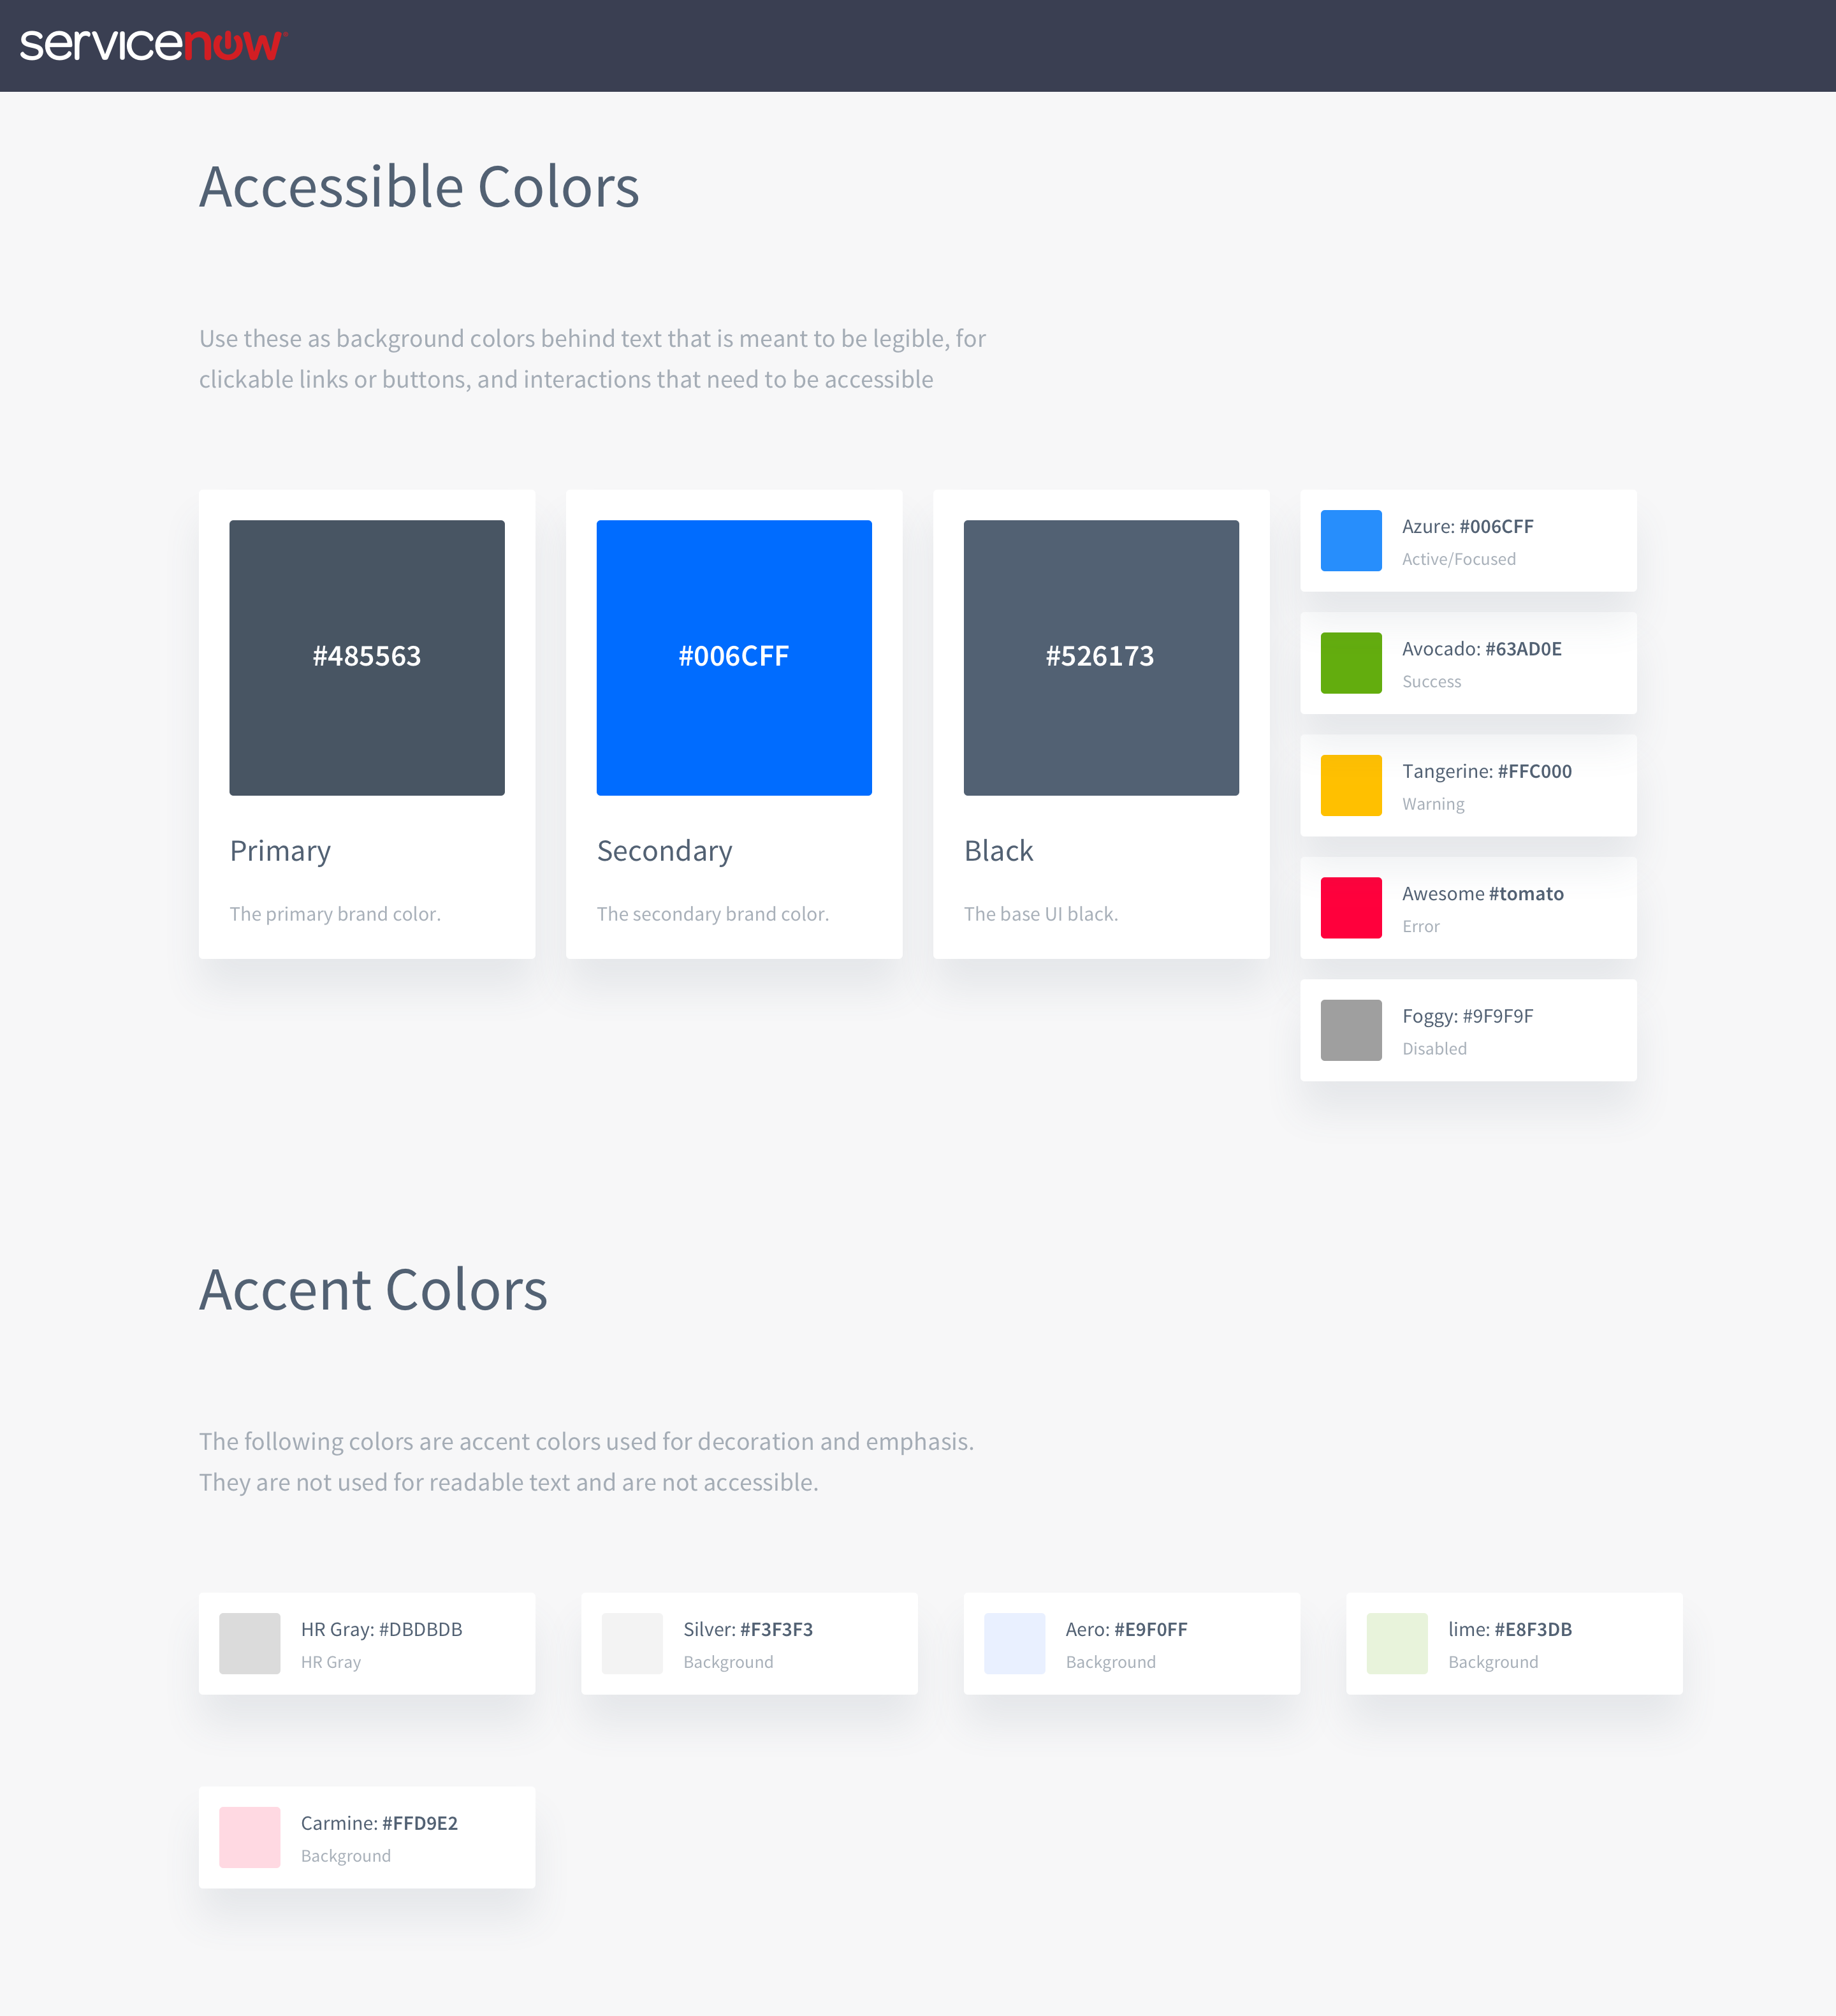 servicenow
Accessible Colors
Use these as background colors behind text that is meant to be legible, for
clickable links or buttons, and interactions that need to be accessible
#485563
Primary
The primary brand color.
#006CFF
Secondary
The secondary brand color.
#526173
Black
The base UI black.
Azure: #006CFF
Active/Focused
Avocado: #63AD0E
Success
Tangerine: #FFC000
Warning
Awesome #tomato
Error
Foggy: #9F9F9F
Disabled
Accent Colors
The following colors are accent colors used for decoration and emphasis.
They are not used for readable text and are not accessible.
HR Gray: #DBDBDB
HR Gray
Silver: #F3F3F3
Background
Aero: #E9F0FF
Background
lime: #E8F3DB
Background
Carmine: #FFD9E2
Background